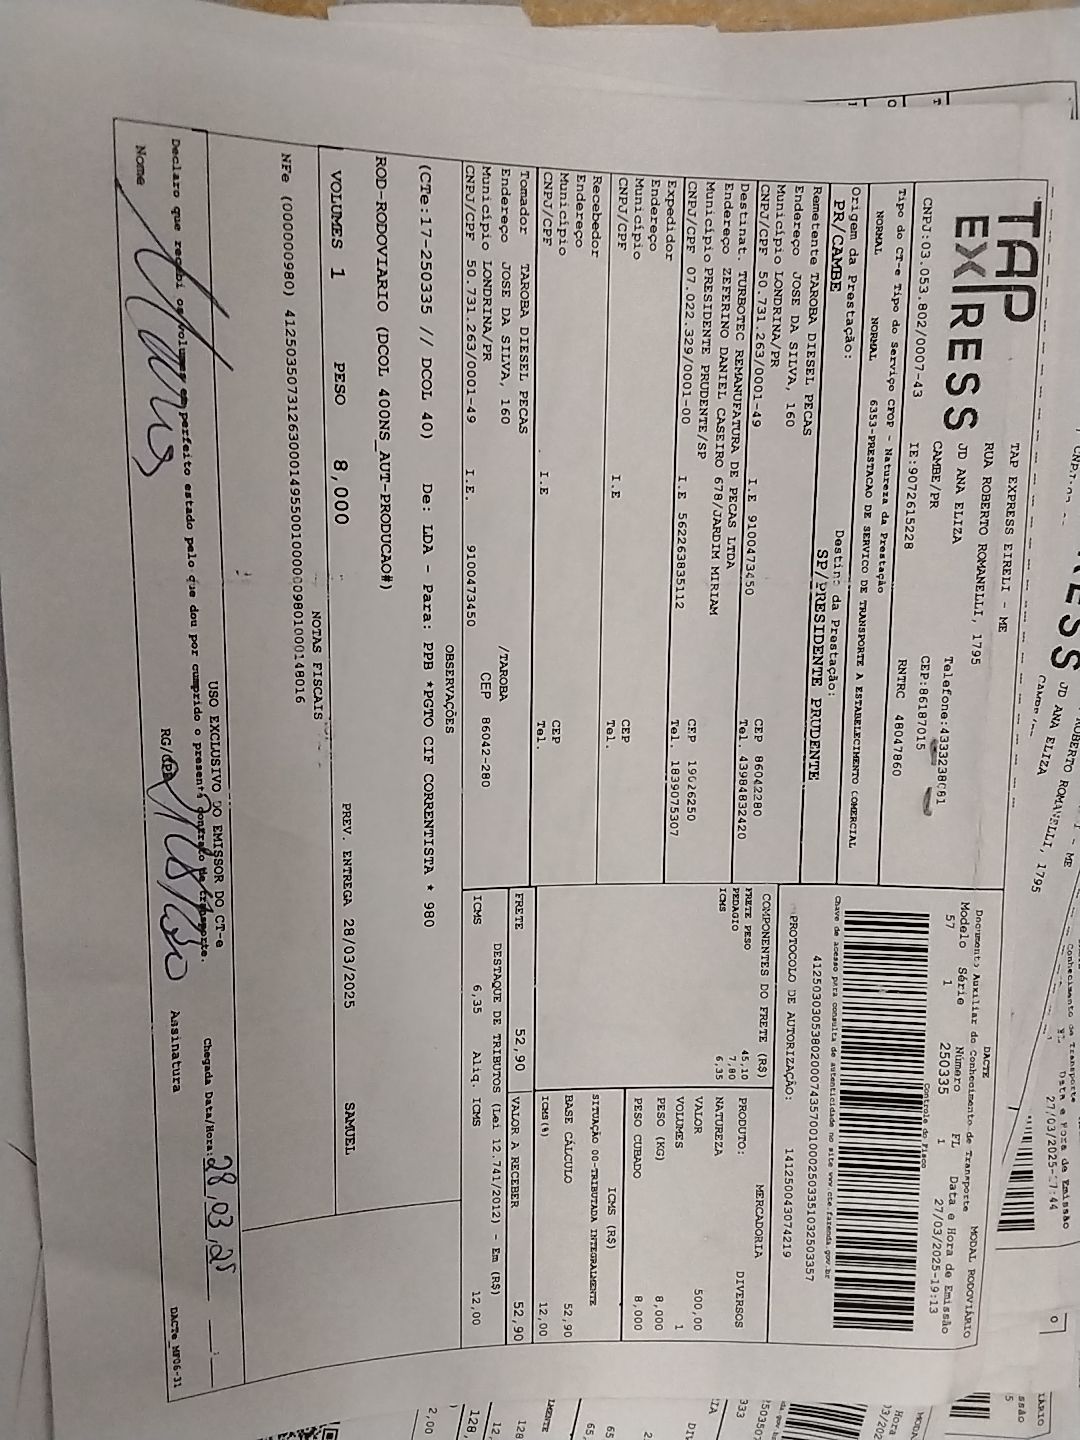 TAP
EXPRESS
TAP EXPRESS EIRELI - ME
RUA ROBERTO ROMANELLI, 1795
JD ANA ELIZA
CAMBE/PR
Telefone:4333238061
CEP:86187015
CNPJ:03.053.802/0007-43
IE:9072615228
RNTRC 48047860
DACTE
Documento Auxiliar do Conhecimento de Transporte
MODAL RODOVIÁRIO
Modelo Série Número FL Data e Hora de Emissão
57 1 250335 1 27/03/2025-19:13
Controle do Fisco
Chave de acesso para consulta de autenticidade no site www.cte.fazenda.gov.br
41250303053802000743570010002503351032503357
PROTOCOLO DE AUTORIZAÇÃO: 141250043074219
Tipo do CT-e Tipo do Serviço CFOP - Natureza da Prestação
NORMAL NORMAL 6353-PRESTACAO DE SERVICO DE TRANSPORTE A ESTABELECIMENTO COMERCIAL
Origem da Prestação: Destino da Prestação:
PR/CAMBE SP/PRESIDENTE PRUDENTE
Remetente TAROBA DIESEL PECAS
Endereço JOSE DA SILVA, 160
Município LONDRINA/PR CEP 86042280
CNPJ/CPF 50.731.263/0001-49 I.E 9100473450 Tel. 43984832420
Destinat. TURBOTEC REMANUFATURA DE PECAS LTDA
Endereço ZEFERINO DANIEL CASEIRO 678/JARDIM MIRIAM
Município PRESIDENTE PRUDENTE/SP CEP 19026250
CNPJ/CPF 07.022.329/0001-00 I.E 562263835112 Tel. 1839075307
Expedidor
Endereço
Município CEP
CNPJ/CPF I.E Tel.
Recebedor
Endereço
Município CEP
CNPJ/CPF I.E Tel.
Tomador TAROBA DIESEL PECAS
Endereço JOSE DA SILVA, 160 /TAROBA
Município LONDRINA/PR CEP 86042-280
CNPJ/CPF 50.731.263/0001-49 I.E. 9100473450
COMPONENTES DO FRETE (R$)
FRETE PESO 45,10
PEDAGIO 7,80
ICMS 6,35
MERCADORIA
PRODUTO: DIVERSOS
NATUREZA
VALOR 500,00
VOLUMES 1
PESO (KG) 8,000
PESO CUBADO 8,000
ICMS (R$)
SITUAÇÃO 00-TRIBUTADA INTEGRALMENTE
BASE CÁLCULO 52,90
ICMS(%) 12,00
FRETE 52,90 VALOR A RECEBER 52,90
DESTAQUE DE TRIBUTOS (Lei 12.741/2012) - Em (R$)
ICMS 6,35 Aliq. ICMS 12,00
OBSERVAÇÕES
(CTe:17-250335 // DCOL 40) De: LDA - Para: PPB *PGTO CIF CORRENTISTA * 980
ROD-RODOVIARIO (DCOL 400NS_AUT-PRODUCAO#)
VOLUMES 1 PESO 8,000 PREV. ENTREGA 28/03/2025 SAMUEL
NOTAS FISCAIS
NFe (000000980) 41250350731263000149550010000009801000148016
USO EXCLUSIVO DO EMISSOR DO CT-e
Declaro que recebi os volumes em perfeito estado pelo que dou por cumprido o presente contrato de transporte.
Chegada Data/Hora: 28/03/25
Nome RG/CPF Assinatura
DACTe_MF06-31